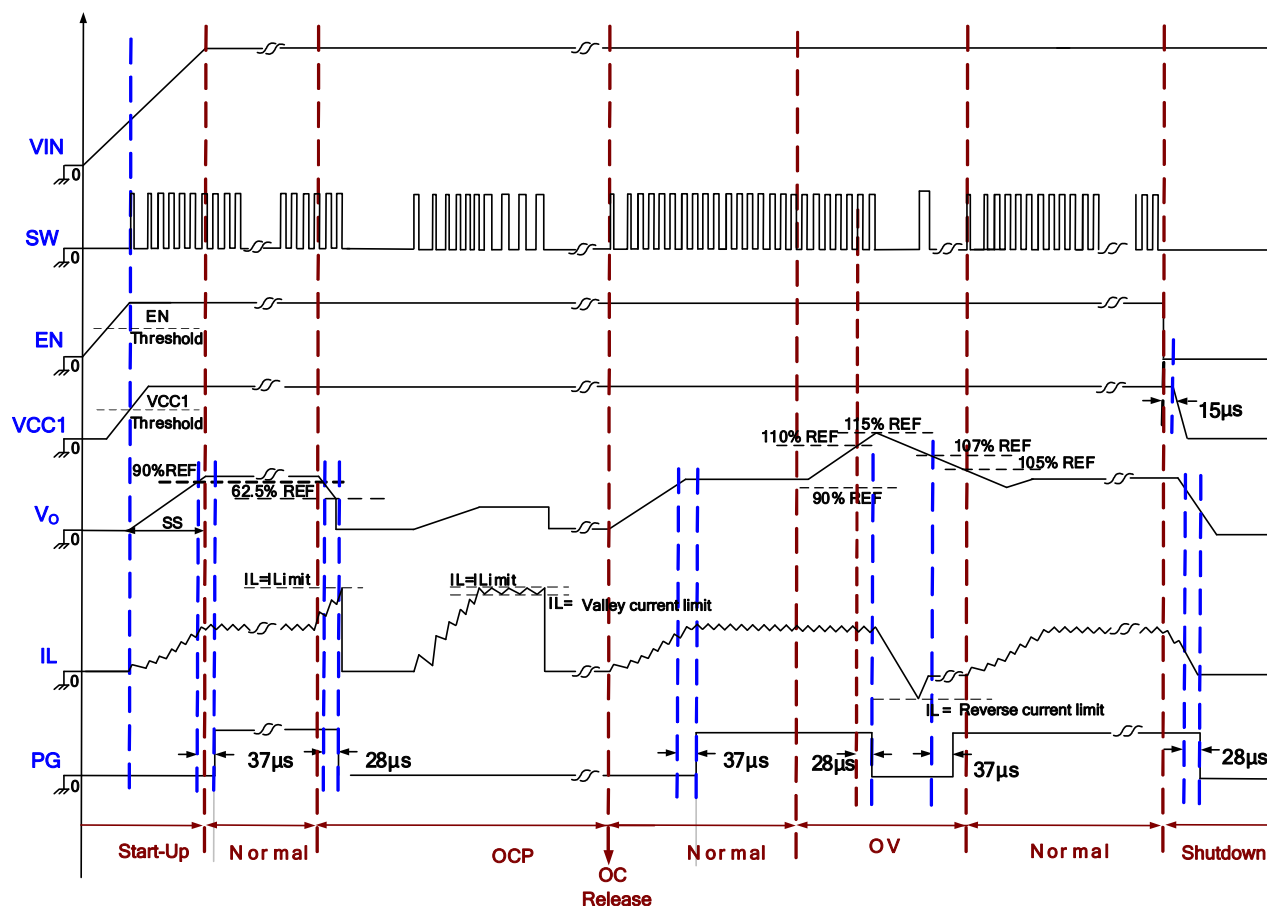 VIN
0
SW
0
EN
Threshold
EN
0
VCC1
Threshold
VCC1
0
15µs
115% REF
110% REF
107% REF
105% REF
90%REF
62.5% REF
90% REF
Vo
SS
0
IL=ILimit
IL=ILimit
IL= Valley current limit
IL
0
IL= Reverse current limit
PG
0
37µs
28µs
37µs
28µs
37µs
28µs
Start-Up
Normal
OCP
Normal
OV
Normal
Shutdown
OC
Release